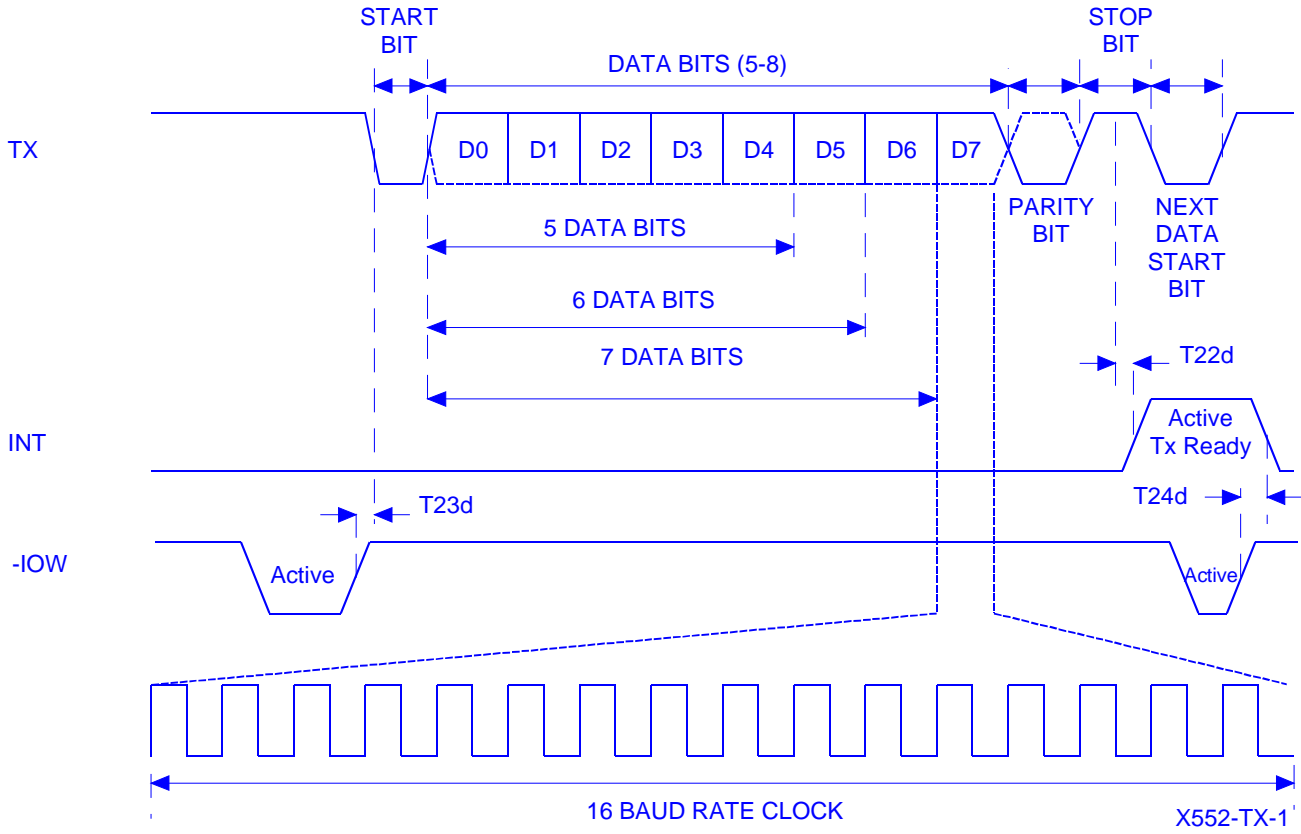 START
BIT
STOP
BIT
DATA BITS (5-8)
TX
D0 D1 D2 D3 D4 D5 D6 D7
PARITY
BIT
NEXT
DATA
START
BIT
5 DATA BITS
6 DATA BITS
7 DATA BITS
T22d
INT
Active
Tx Ready
T23d
T24d
-IOW
Active
Active
16 BAUD RATE CLOCK
X552-TX-1